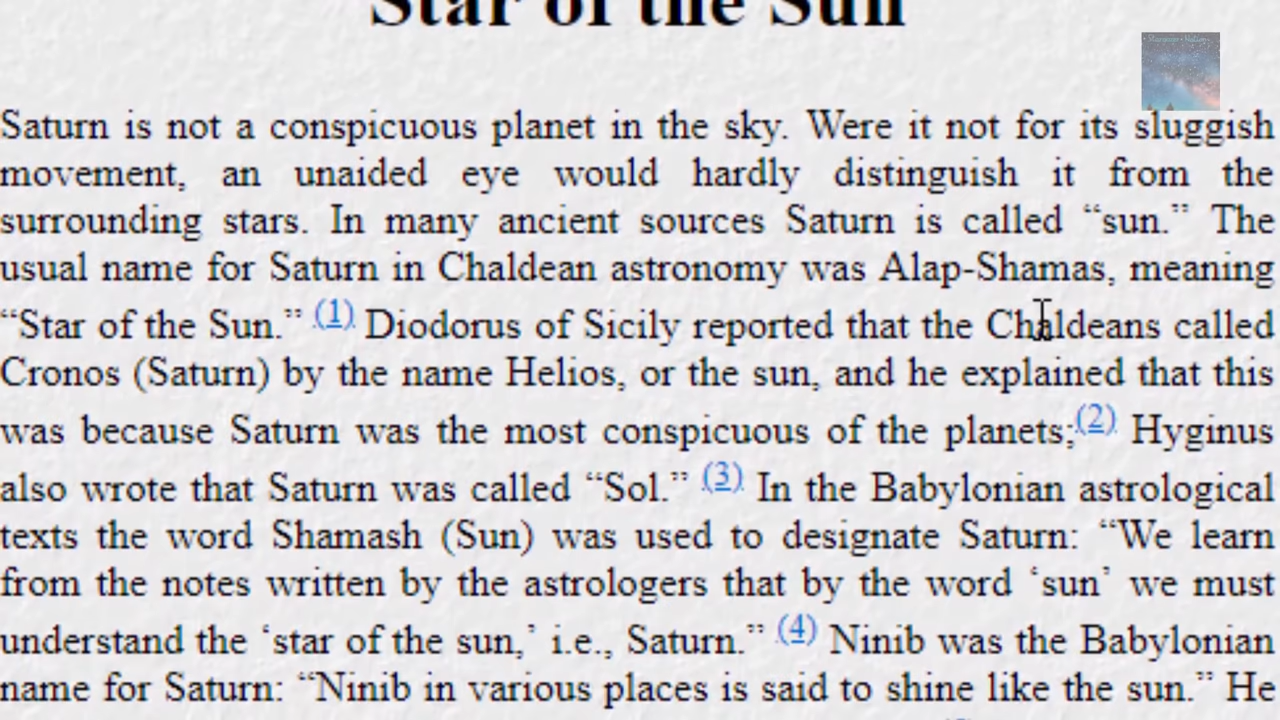 Star of the Sun
Saturn is not a conspicuous planet in the sky. Were it not for its sluggish
movement, an unaided eye would hardly distinguish it from the
surrounding stars. In many ancient sources Saturn is called “sun.” The
usual name for Saturn in Chaldean astronomy was Alap-Shamas, meaning
“Star of the Sun.” (1) Diodorus of Sicily reported that the Chaldeans called
Cronos (Saturn) by the name Helios, or the sun, and he explained that this
was because Saturn was the most conspicuous of the planets;(2) Hyginus
also wrote that Saturn was called “Sol.” (3) In the Babylonian astrological
texts the word Shamash (Sun) was used to designate Saturn: “We learn
from the notes written by the astrologers that by the word ‘sun’ we must
understand the ‘star of the sun,’ i.e., Saturn.” (4) Ninib was the Babylonian
name for Saturn: “Ninib in various places is said to shine like the sun.” He